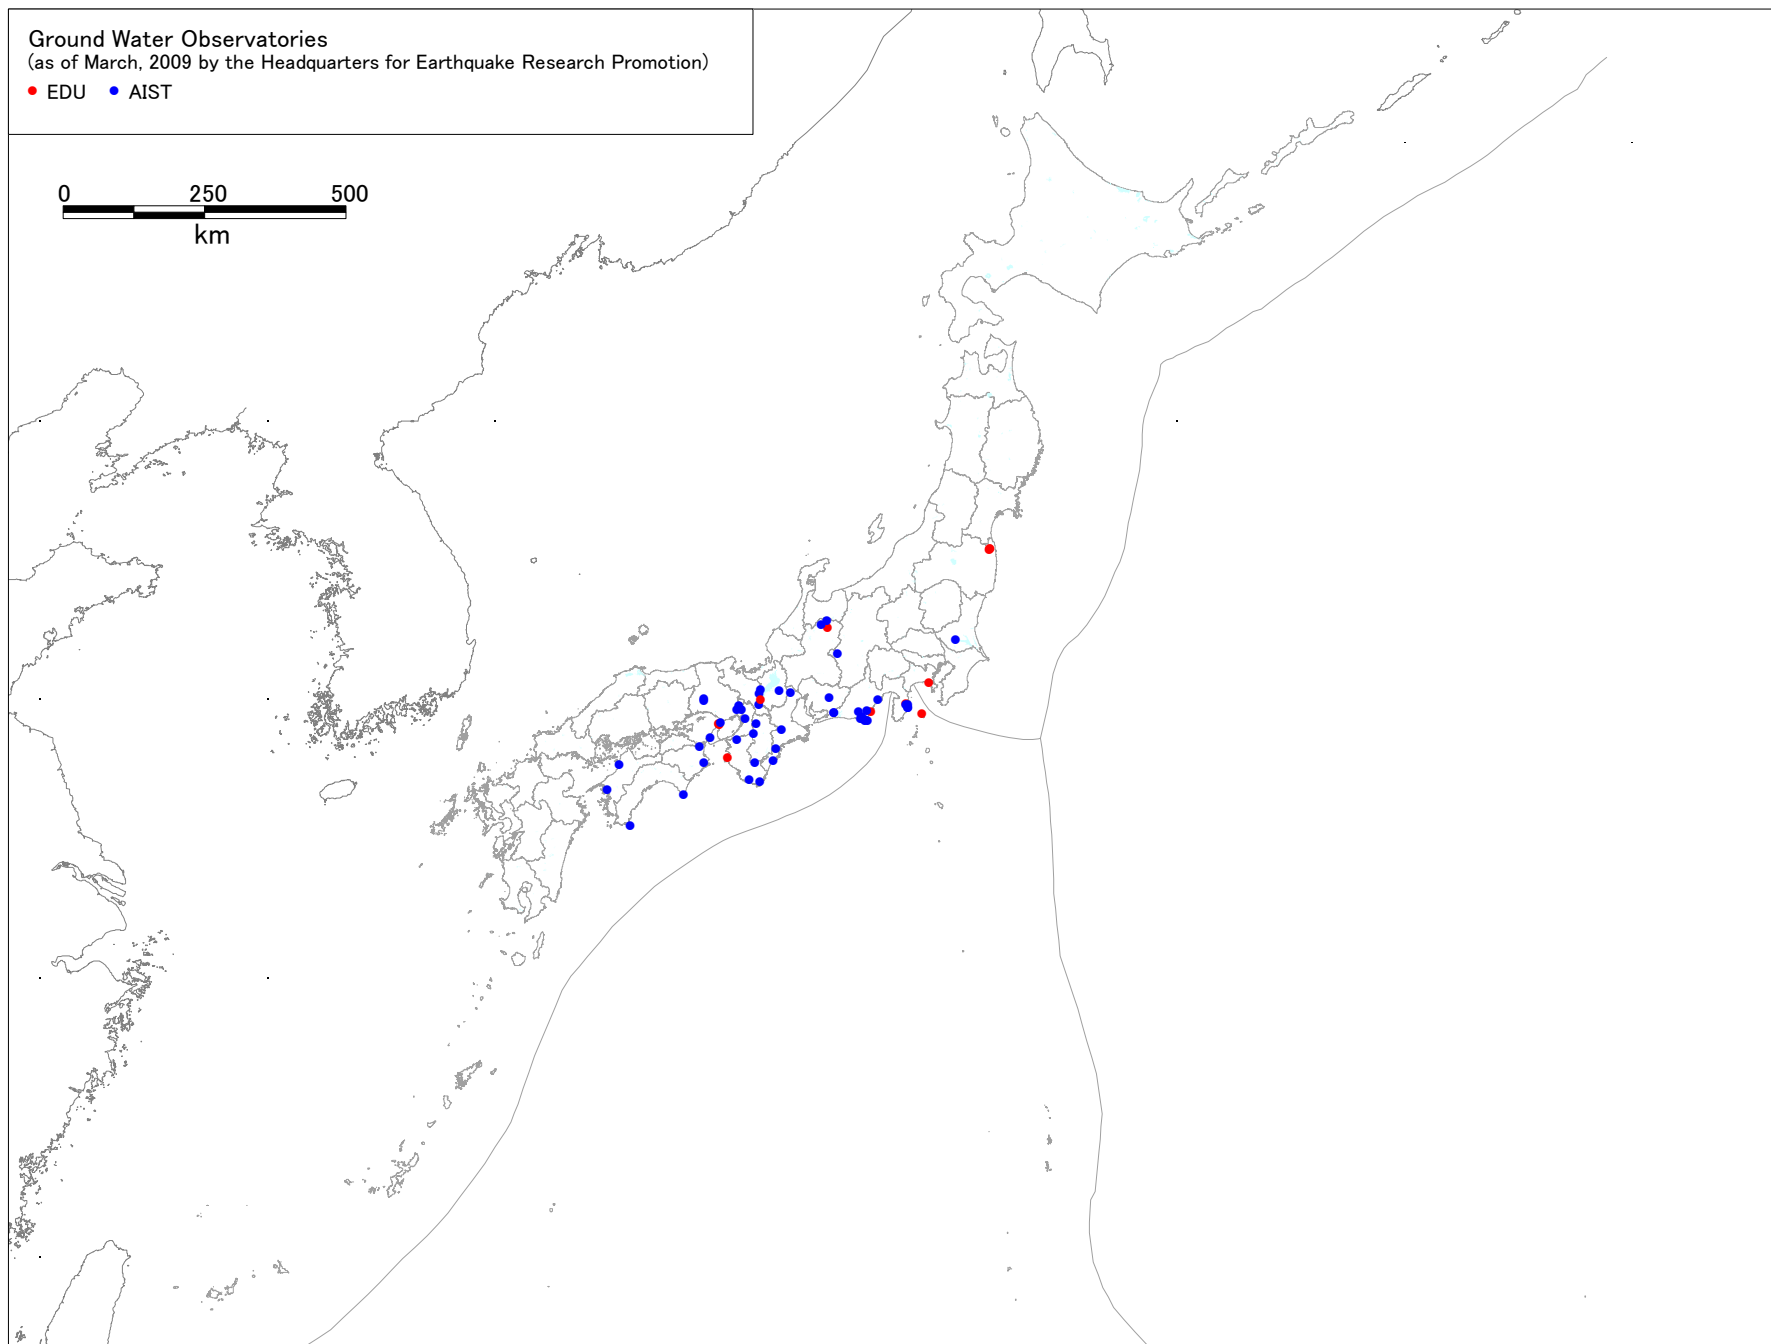 Ground Water Observatories
(as of March, 2009 by the Headquarters for Earthquake Research Promotion)
EDU AIST
0 250 500
km